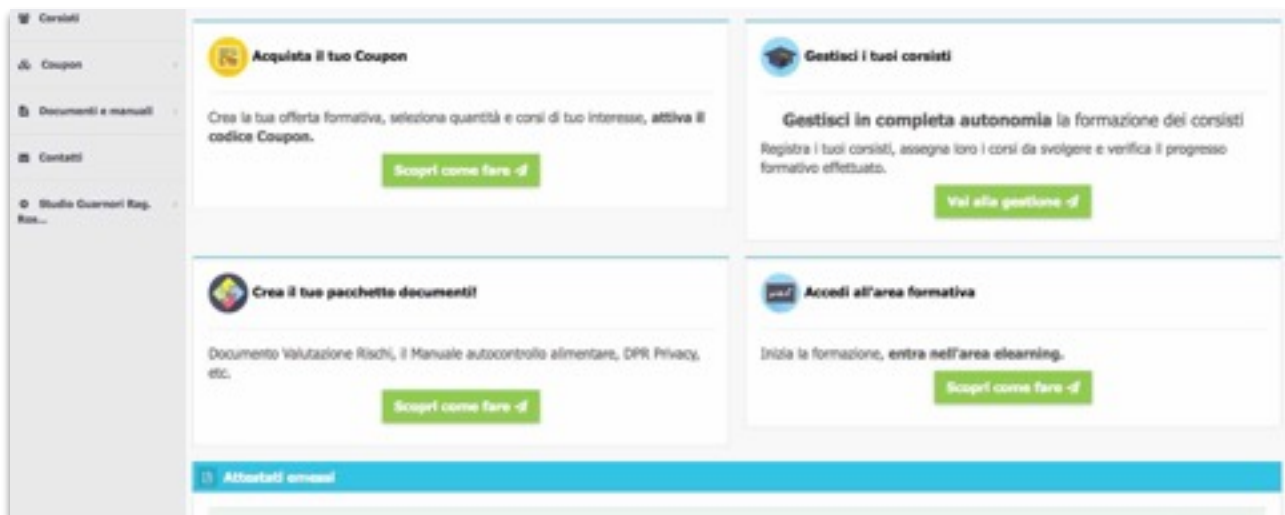 Corsisti
Coupon
Documenti e manuali
Contatti
Studio Guarneri Rag.
Ros...
Acquista il tuo Coupon
Crea la tua offerta formativa, seleziona quantità e corsi di tuo interesse, attiva il
codice Coupon.
Scopri come fare
Gestisci i tuoi corsisti
Gestisci in completa autonomia la formazione dei corsisti
Registra i tuoi corsisti, assegna loro i corsi da svolgere e verifica il progresso
formativo effettuato.
Vai alla gestione
Crea il tuo pacchetto documenti!
Documento Valutazione Rischi, il Manuale autocontrollo alimentare, DPR Privacy,
etc.
Scopri come fare
Accedi all'area formativa
Inizia la formazione, entra nell'area elearning.
Scopri come fare
Attestati emessi